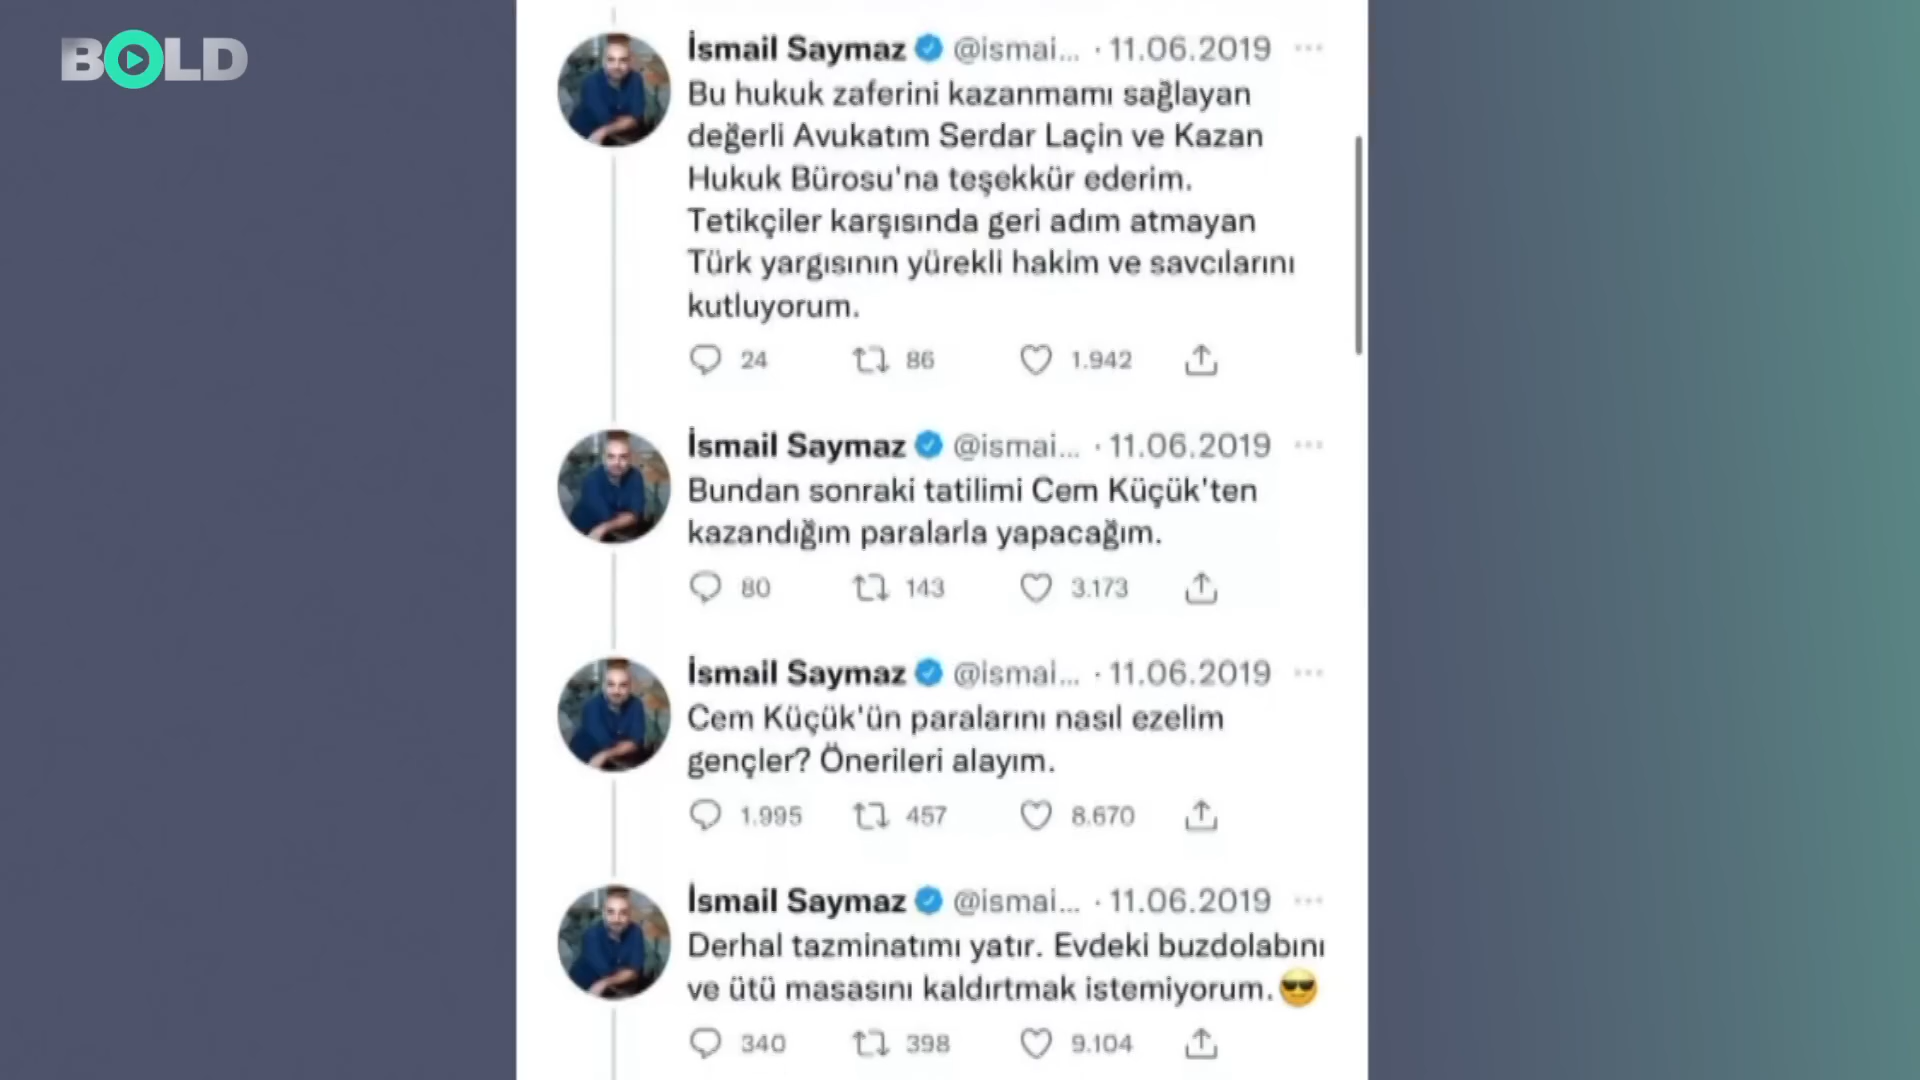 BOLD
İsmail Saymaz @ismai... · 11.06.2019
Bu hukuk zaferini kazanmamı sağlayan
değerli Avukatım Serdar Laçin ve Kazan
Hukuk Bürosu'na teşekkür ederim.
Tetikçiler karşısında geri adım atmayan
Türk yargısının yürekli hakim ve savcılarını
kutluyorum.
24 86 1.942
İsmail Saymaz @ismai... · 11.06.2019
Bundan sonraki tatilimi Cem Küçük'ten
kazandığım paralarla yapacağım.
80 143 3.173
İsmail Saymaz @ismai... · 11.06.2019
Cem Küçük'ün paralarını nasıl ezelim
gençler? Önerileri alayım.
1.995 457 8.670
İsmail Saymaz @ismai... · 11.06.2019
Derhal tazminatımı yatır. Evdeki buzdolabını
ve ütü masasını kaldırtmak istemiyorum.😎
340 398 9.104